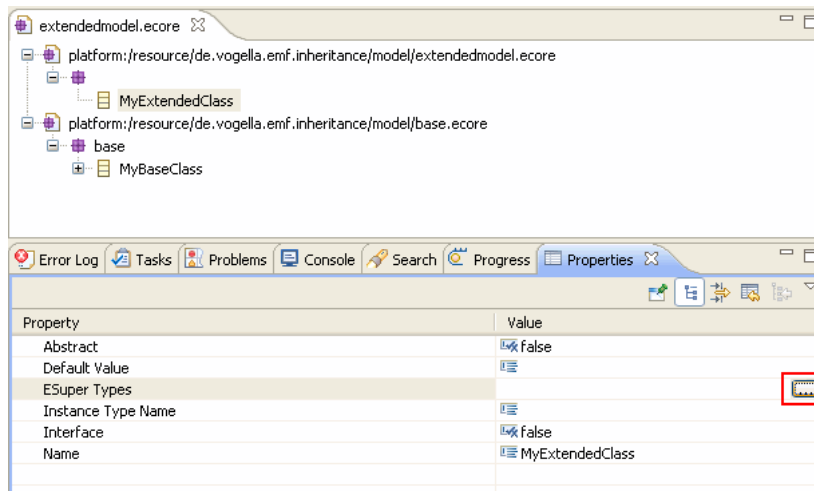 extendedmodel.ecore
platform:/resource/de.vogella.emf.inheritance/model/extendedmodel.ecore
MyExtendedClass
platform:/resource/de.vogella.emf.inheritance/model/base.ecore
base
MyBaseClass
Error Log Tasks Problems Console Search Progress Properties
Property Value
Abstract false
Default Value
ESuper Types ...
Instance Type Name
Interface false
Name MyExtendedClass